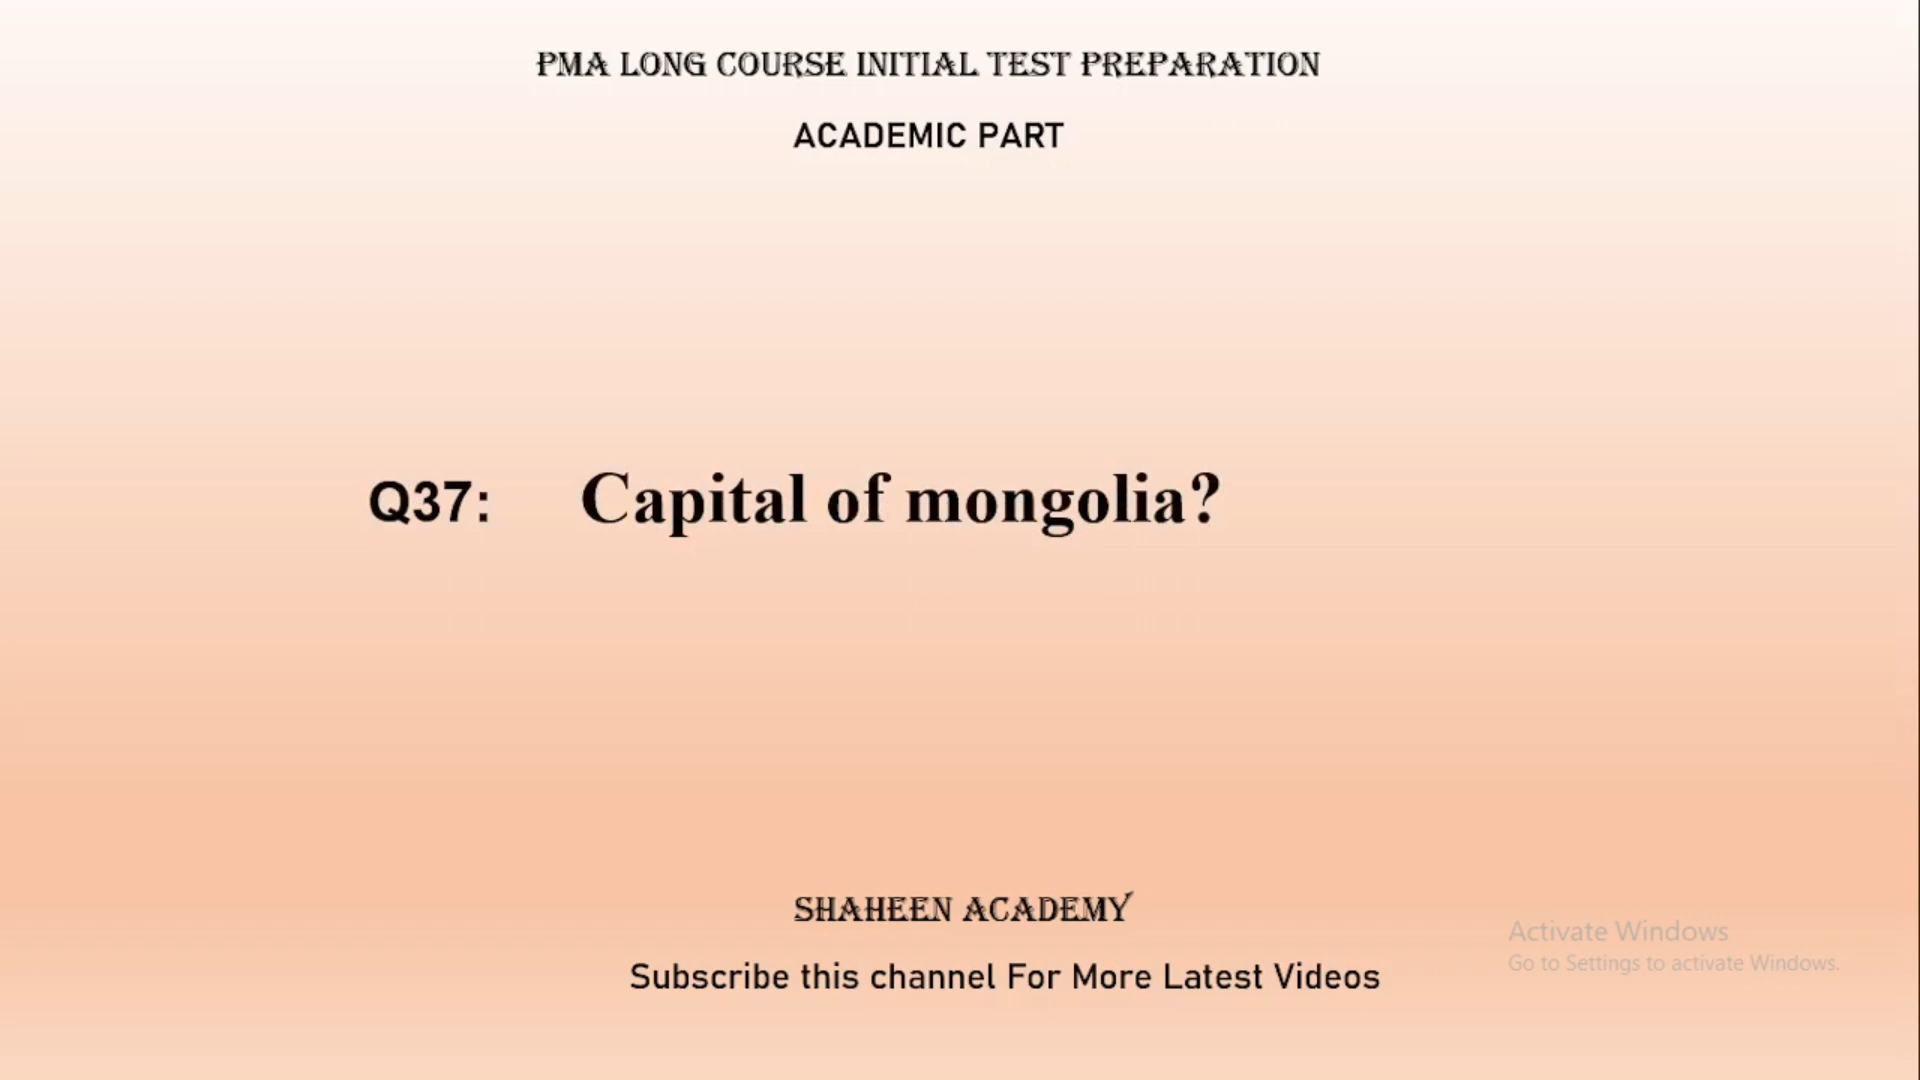 PMA LONG COURSE INITIAL TEST PREPARATION
ACADEMIC PART
Q37: Capital of mongolia?
SHAHEEN ACADEMY
Subscribe this channel For More Latest Videos
Activate Windows
Go to Settings to activate Windows.